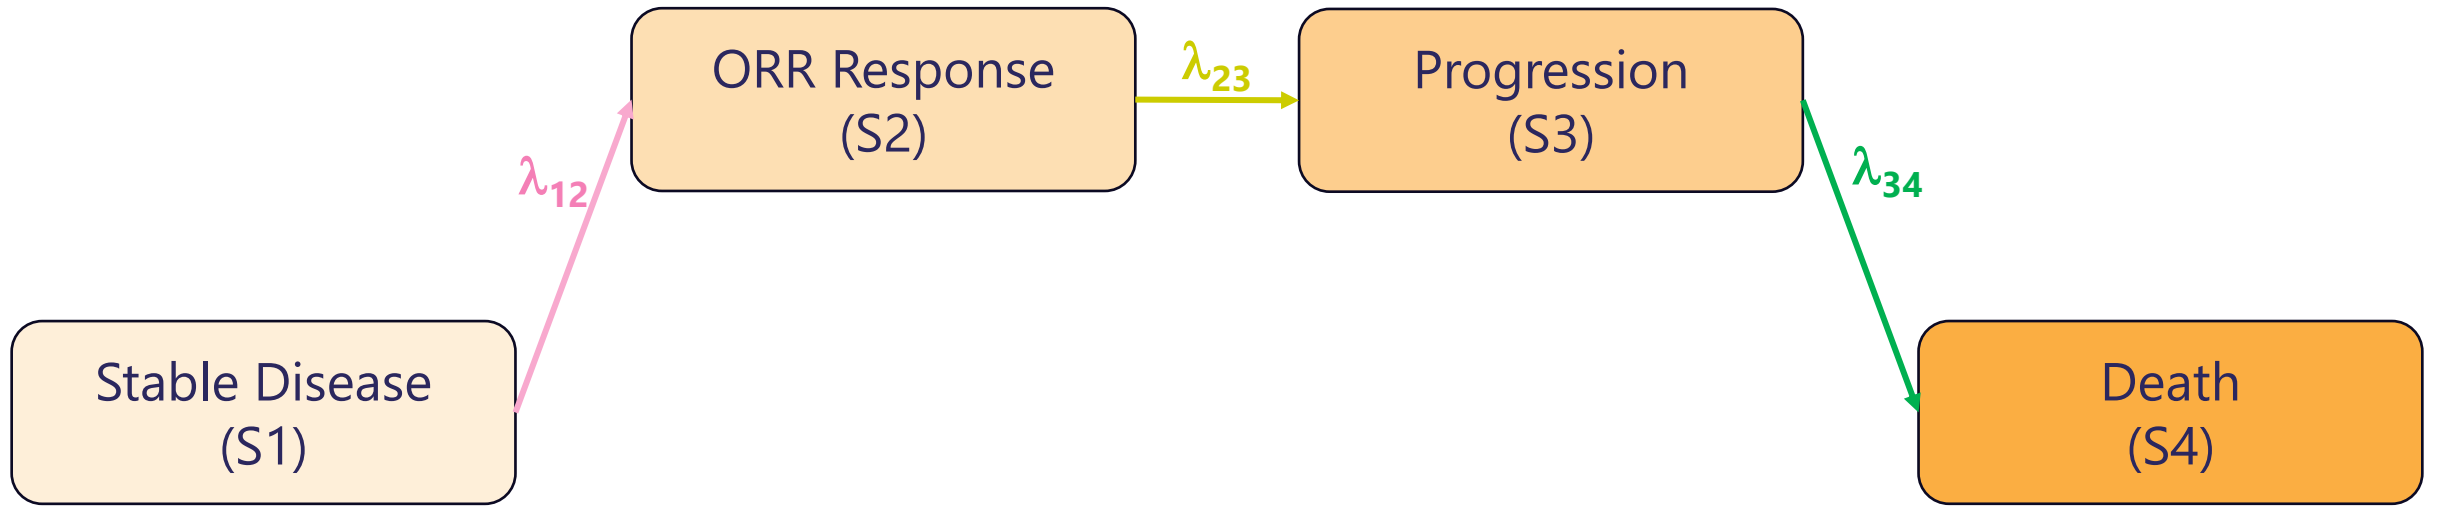 ORR Response
(S2)
λ23
Progression
(S3)
λ12
λ34
Stable Disease
(S1)
Death
(S4)